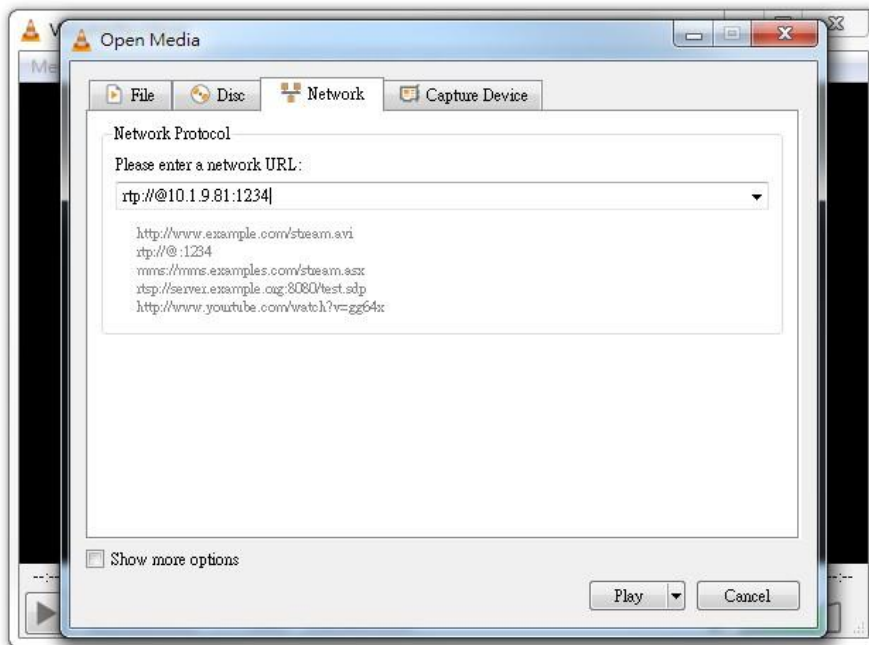 Open Media
File
Disc
Network
Capture Device
Network Protocol
Please enter a network URL:
rtp://@10.1.9.81:1234
http://www.example.com/stream.avi
rtp://@:1234
mms://mms.examples.com/stream.asx
rtsp://server.example.org:8080/test.sdp
http://www.yourtube.com/watch?v=gg64x
Show more options
--:--
--:--
Play
Cancel